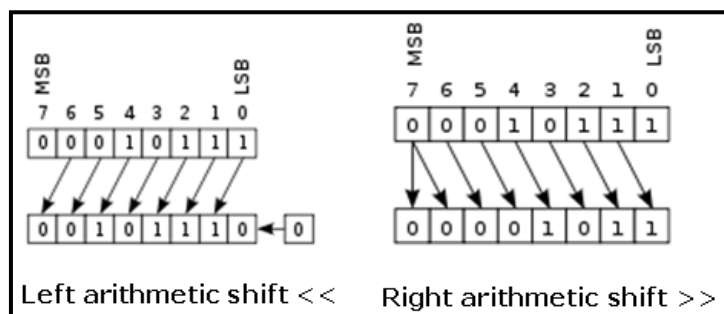 MSB LSB
7 6 5 4 3 2 1 0
0 0 0 1 0 1 1 1
0 0 1 0 1 1 1 0 0
Left arithmetic shift <<
MSB LSB
7 6 5 4 3 2 1 0
0 0 0 1 0 1 1 1
0 0 0 0 1 0 1 1
Right arithmetic shift >>